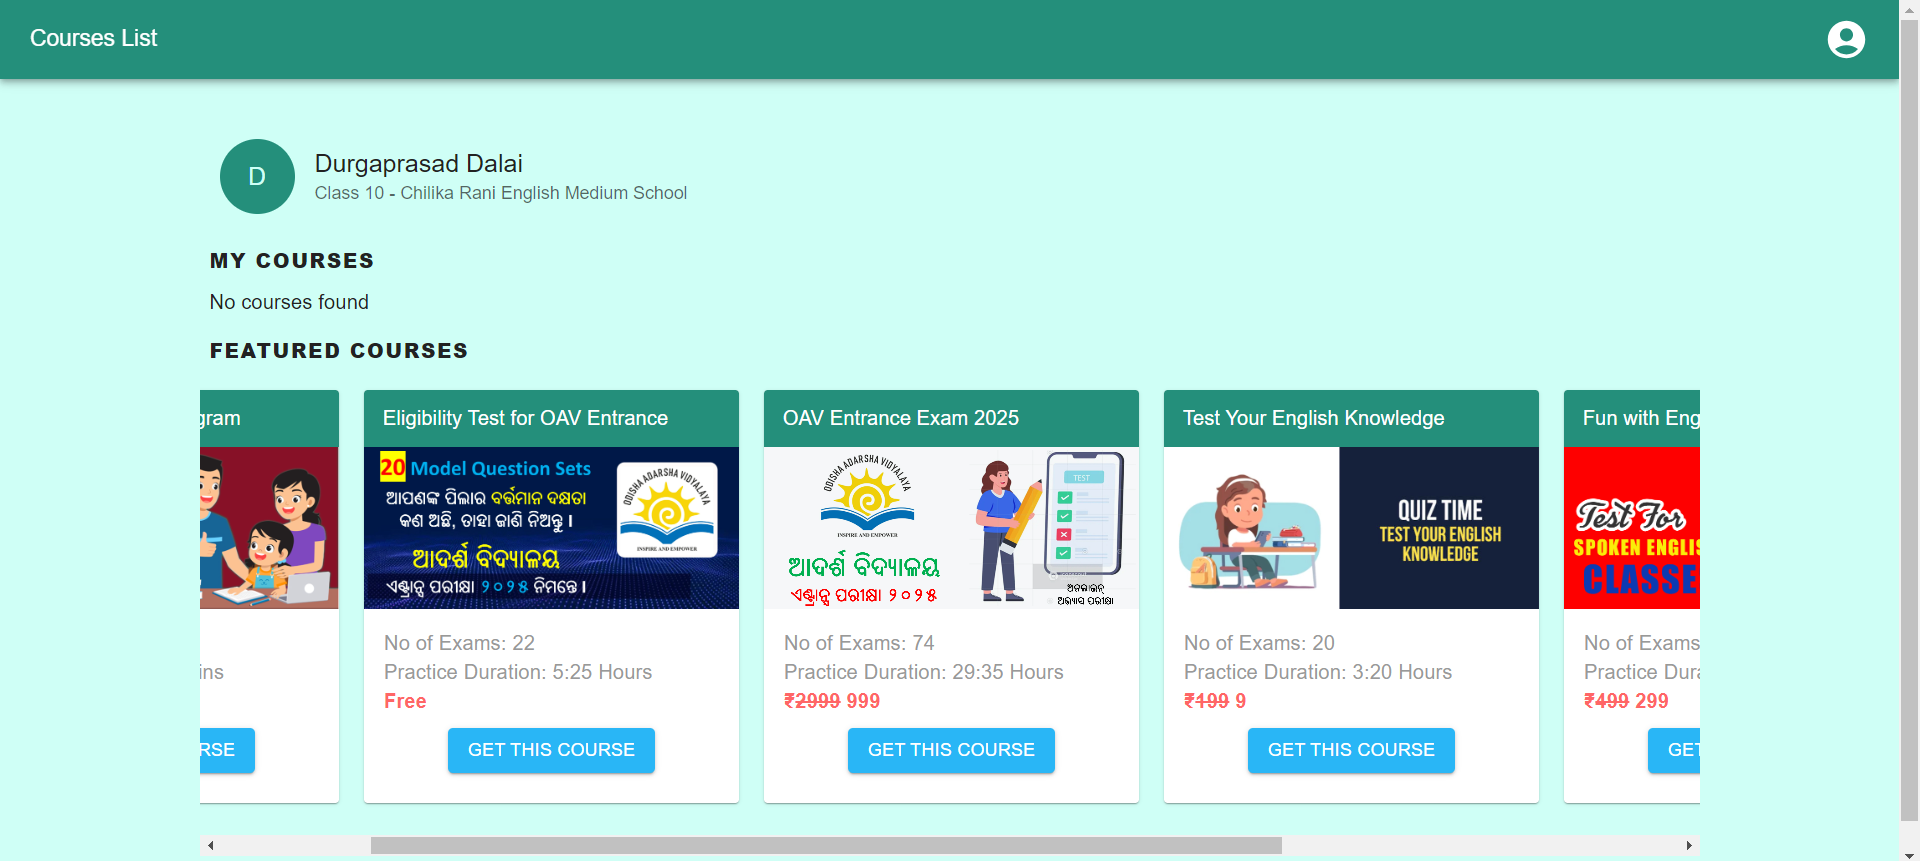 Courses List
D
Durgaprasad Dalai
Class 10 - Chilika Rani English Medium School
MY COURSES
No courses found
FEATURED COURSES
gram
ins
RSE
Eligibility Test for OAV Entrance
20 Model Question Sets
ଆପଣଙ୍କ ପିଲାର ବର୍ତ୍ତମାନ ଦକ୍ଷତା
କଣ ଅଛି, ତାହା ଜାଣି ନିଅନ୍ତୁ ।
ଆଦର୍ଶ ବିଦ୍ୟାଳୟ
ଏଣ୍ଟ୍ରାନ୍ସ ପରୀକ୍ଷା ୨୦୨୫ ନିମନ୍ତେ ।
ODISHA ADARSHA VIDYALAYA
INSPIRE AND EMPOWER
No of Exams: 22
Practice Duration: 5:25 Hours
Free
GET THIS COURSE
OAV Entrance Exam 2025
ODISHA ADARSHA VIDYALAYA
INSPIRE AND EMPOWER
ଆଦର୍ଶ ବିଦ୍ୟାଳୟ
ଏଣ୍ଟ୍ରାନ୍ସ ପରୀକ୍ଷା ୨୦୨୫
TEST
ଅନଲାଇନ୍
ଅଭ୍ୟାସ ପରୀକ୍ଷା
No of Exams: 74
Practice Duration: 29:35 Hours
₹2999 999
GET THIS COURSE
Test Your English Knowledge
QUIZ TIME
TEST YOUR ENGLISH
KNOWLEDGE
No of Exams: 20
Practice Duration: 3:20 Hours
₹199 9
GET THIS COURSE
Fun with Eng
Test For
SPOKEN ENGLIS
CLASSE
No of Exams
Practice Dura
₹499 299
GET